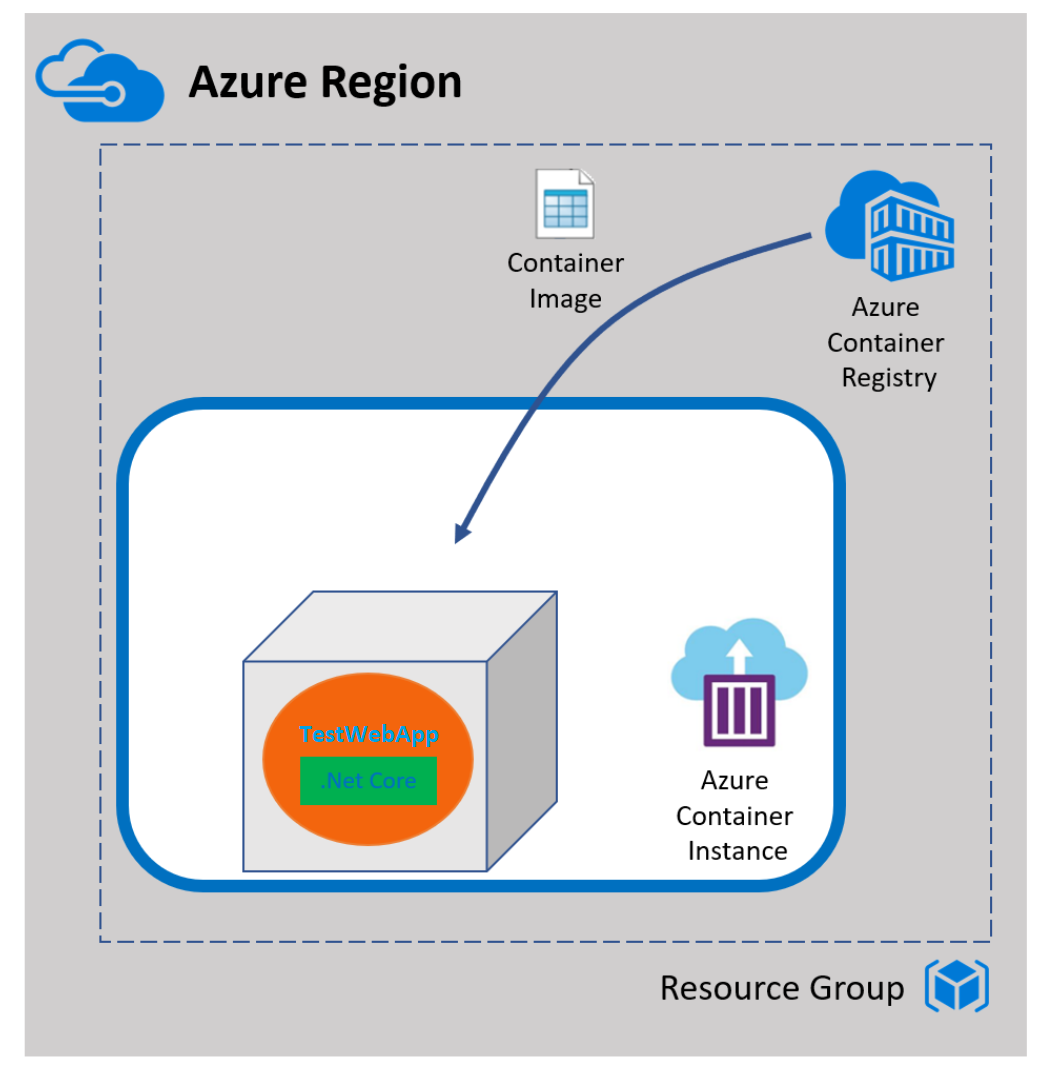 Azure Region
Container
Image
Azure
Container
Registry
TestWebApp
.Net Core
Azure
Container
Instance
Resource Group